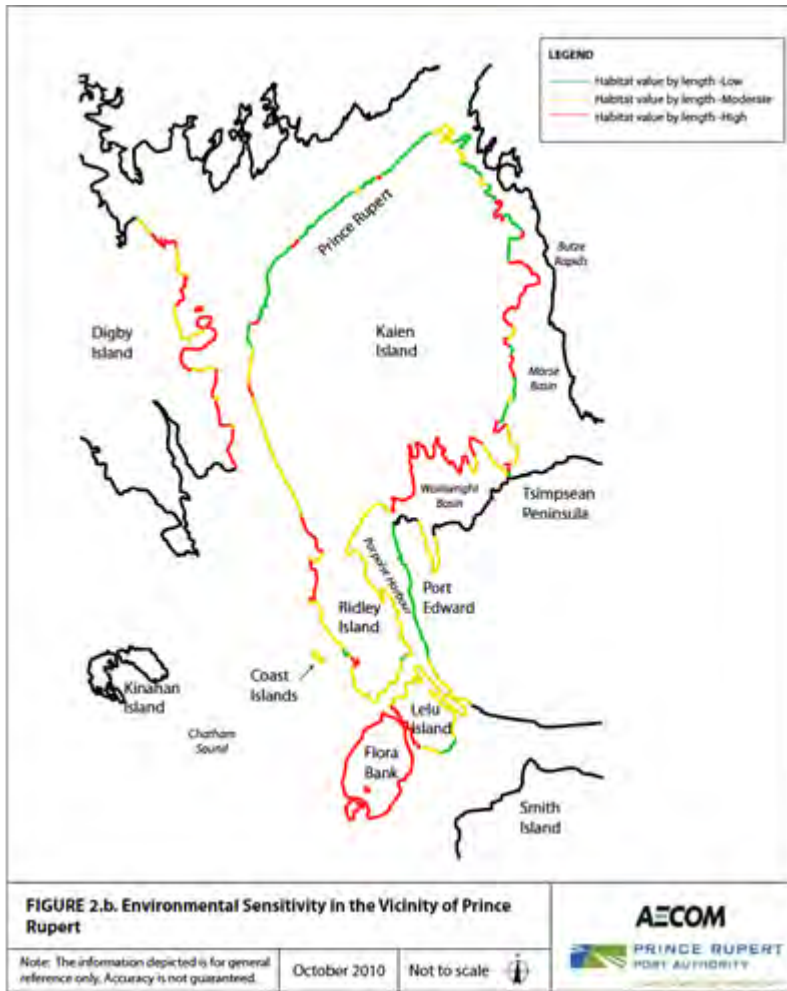 LEGEND
Habitat value by length -Low
Habitat value by length -Moderate
Habitat value by length -High
Prince Rupert
Butze
Rapids
Digby
Island
Kaien
Island
Morse
Basin
Wainwright
Basin
Tsimpsean
Peninsula
Porpoise Harbour
Port
Edward
Ridley
Island
Coast
Islands
Kinahan
Island
Lelu
Island
Chatham
Sound
Flora
Bank
Smith
Island
FIGURE 2.b. Environmental Sensitivity in the Vicinity of Prince
Rupert
Note: The information depicted is for general
reference only. Accuracy is not guaranteed.
October 2010
Not to scale
AECOM
PRINCE RUPERT
PORT AUTHORITY